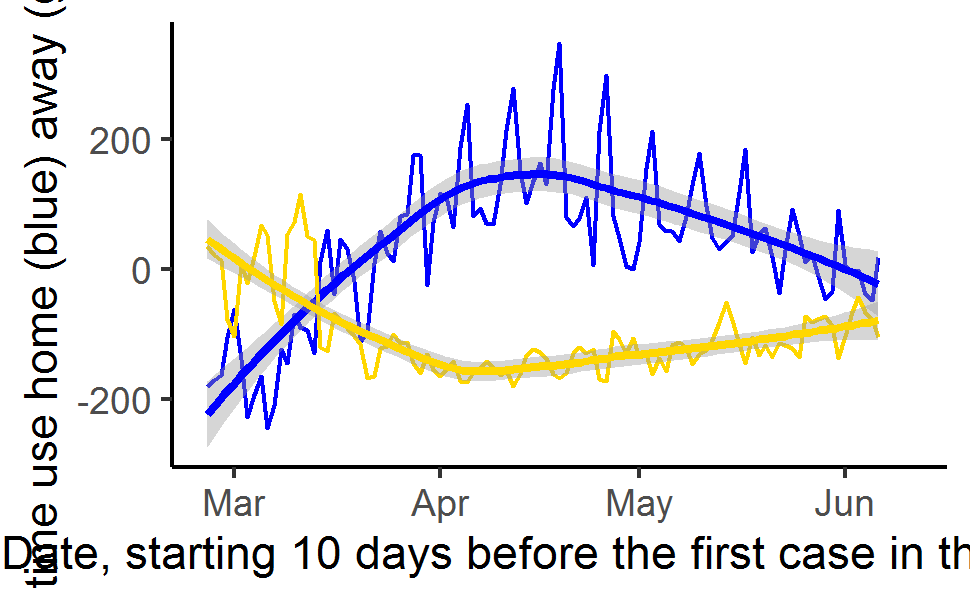 time use home (blue) away (
200
0
-200
Mar Apr May Jun
Date, starting 10 days before the first case in th